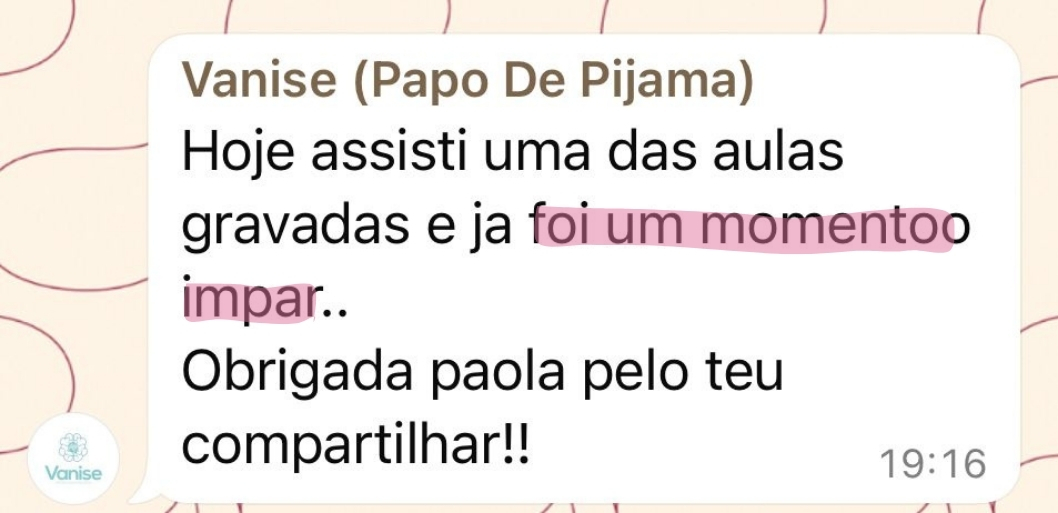 Vanise (Papo De Pijama)
Hoje assisti uma das aulas
gravadas e ja foi um momentoo
impar..
Obrigada paola pelo teu
compartilhar!!
19:16
Vanise